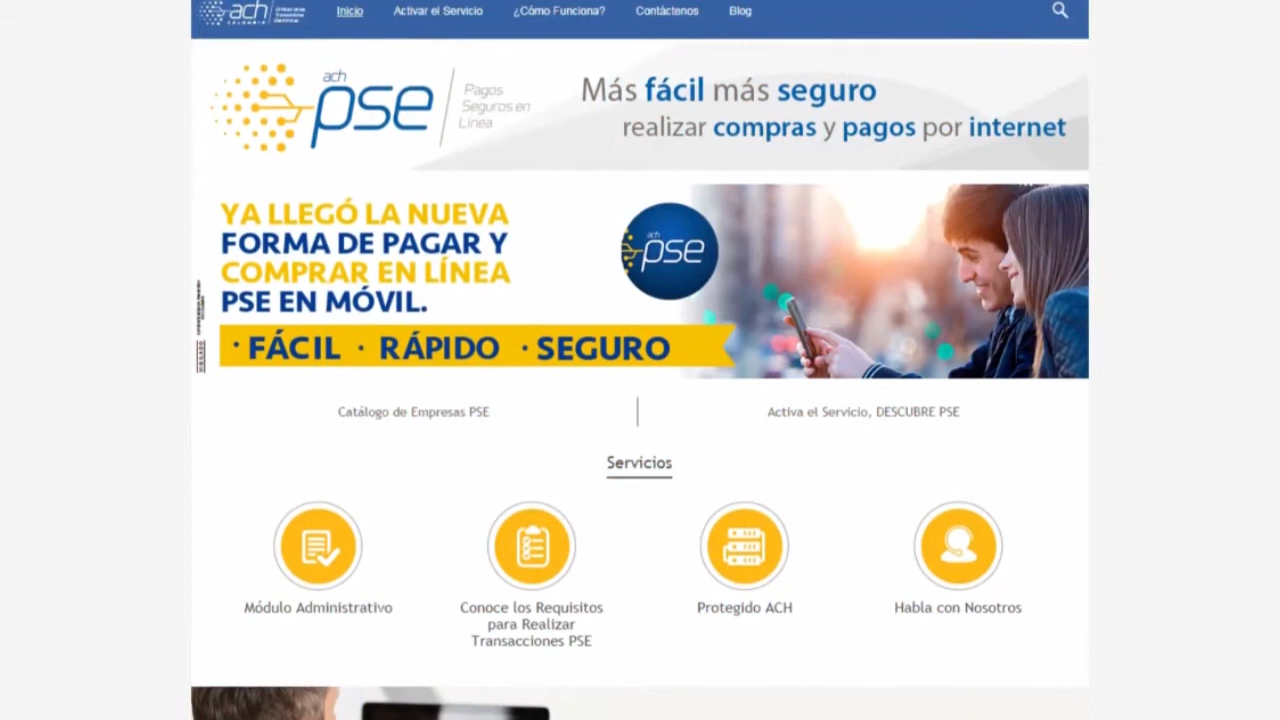 ach
COLOMBIA
Inicio
Activar el Servicio
¿Cómo Funciona?
Contáctenos
Blog
ach
pse
Pagos
Seguros en
Línea
Más fácil más seguro
realizar compras y pagos por internet
YA LLEGÓ LA NUEVA
FORMA DE PAGAR Y
COMPRAR EN LÍNEA
PSE EN MÓVIL.
· FÁCIL · RÁPIDO · SEGURO
ach
pse
VIGILADO
Catálogo de Empresas PSE
Activa el Servicio, DESCUBRE PSE
Servicios
Módulo Administrativo
Conoce los Requisitos
para Realizar
Transacciones PSE
Protegido ACH
Habla con Nosotros